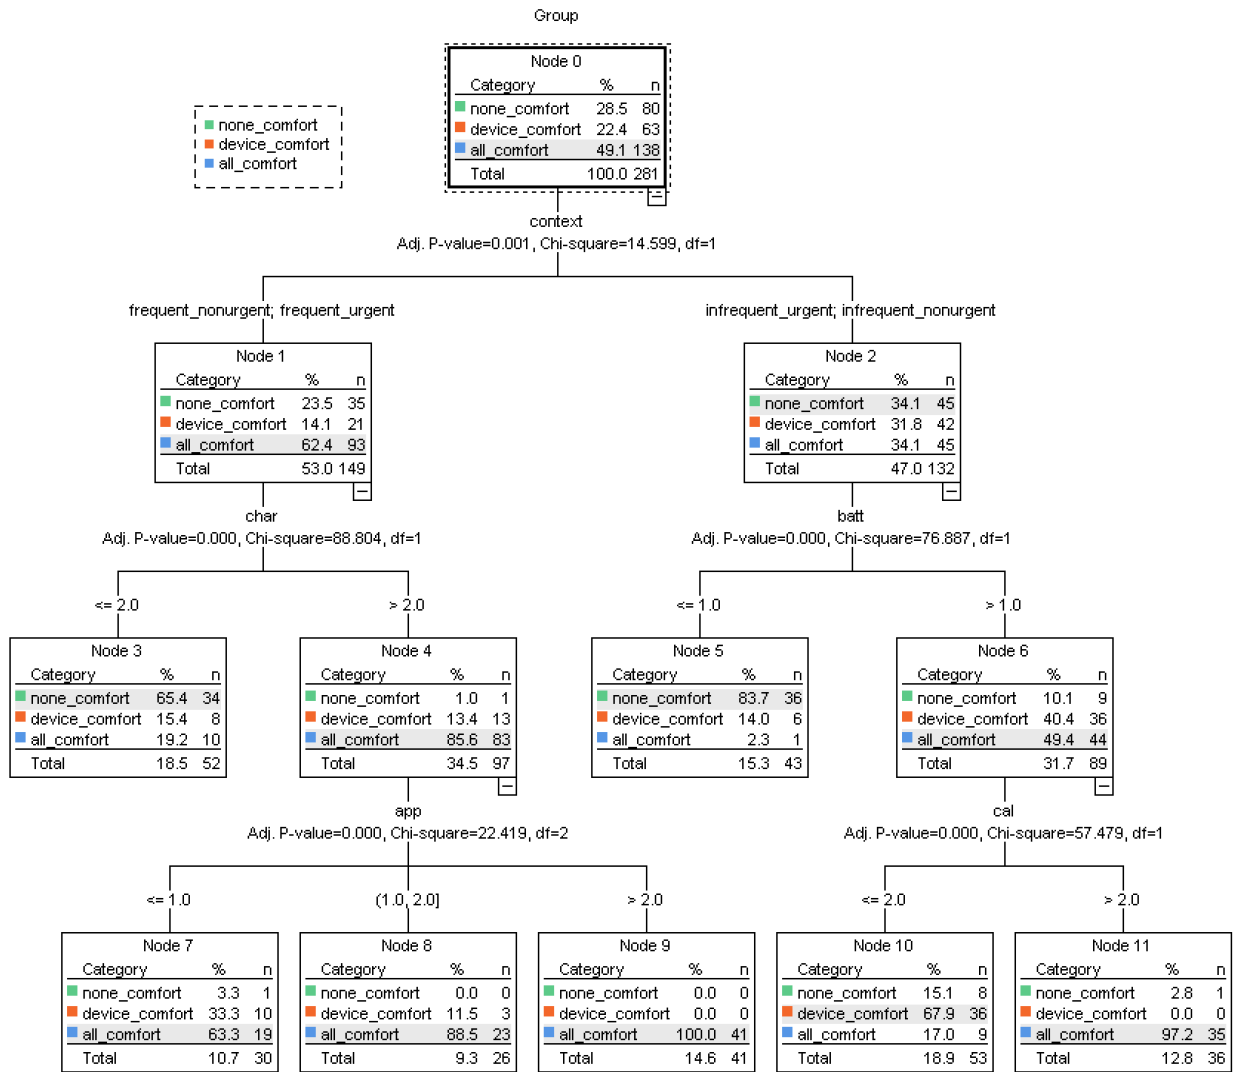 Group
Node 0
Category % n
none_comfort 28.5 80
device_comfort 22.4 63
all_comfort 49.1 138
Total 100.0 281
none_comfort
device_comfort
all_comfort
context
Adj. P-value=0.001, Chi-square=14.599, df=1
frequent_nonurgent; frequent_urgent
infrequent_urgent; infrequent_nonurgent
Node 1
Category % n
none_comfort 23.5 35
device_comfort 14.1 21
all_comfort 62.4 93
Total 53.0 149
Node 2
Category % n
none_comfort 34.1 45
device_comfort 31.8 42
all_comfort 34.1 45
Total 47.0 132
char
Adj. P-value=0.000, Chi-square=88.804, df=1
batt
Adj. P-value=0.000, Chi-square=76.887, df=1
<= 2.0
> 2.0
<= 1.0
> 1.0
Node 3
Category % n
none_comfort 65.4 34
device_comfort 15.4 8
all_comfort 19.2 10
Total 18.5 52
Node 4
Category % n
none_comfort 1.0 1
device_comfort 13.4 13
all_comfort 85.6 83
Total 34.5 97
Node 5
Category % n
none_comfort 83.7 36
device_comfort 14.0 6
all_comfort 2.3 1
Total 15.3 43
Node 6
Category % n
none_comfort 10.1 9
device_comfort 40.4 36
all_comfort 49.4 44
Total 31.7 89
app
Adj. P-value=0.000, Chi-square=22.419, df=2
cal
Adj. P-value=0.000, Chi-square=57.479, df=1
<= 1.0
(1.0, 2.0]
> 2.0
<= 2.0
> 2.0
Node 7
Category % n
none_comfort 3.3 1
device_comfort 33.3 10
all_comfort 63.3 19
Total 10.7 30
Node 8
Category % n
none_comfort 0.0 0
device_comfort 11.5 3
all_comfort 88.5 23
Total 9.3 26
Node 9
Category % n
none_comfort 0.0 0
device_comfort 0.0 0
all_comfort 100.0 41
Total 14.6 41
Node 10
Category % n
none_comfort 15.1 8
device_comfort 67.9 36
all_comfort 17.0 9
Total 18.9 53
Node 11
Category % n
none_comfort 2.8 1
device_comfort 0.0 0
all_comfort 97.2 35
Total 12.8 36